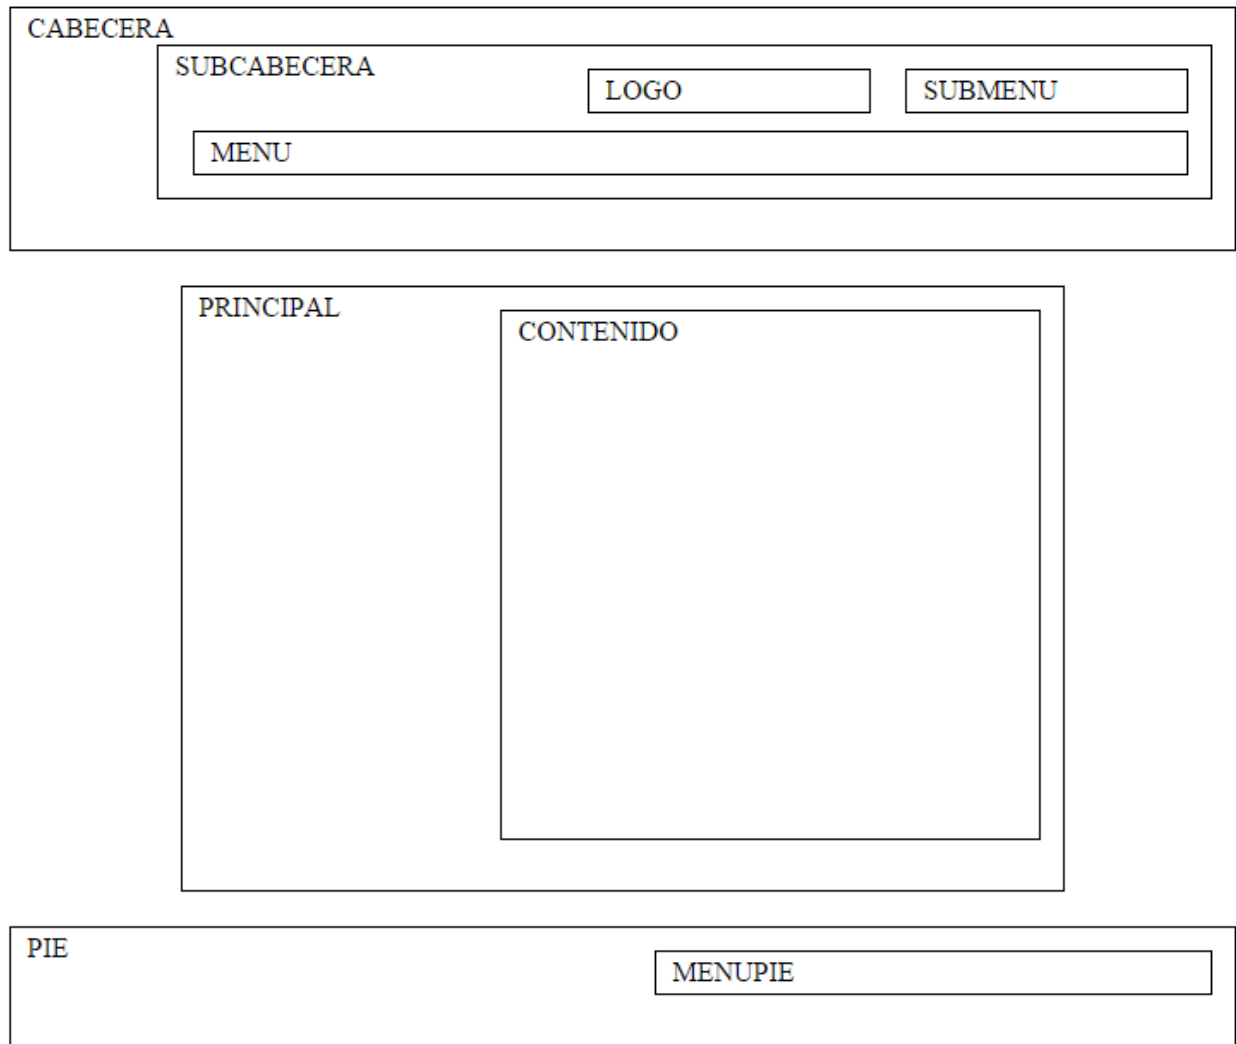 CABECERA
SUBCABECERA
LOGO
SUBMENU
MENU
PRINCIPAL
CONTENIDO
PIE
MENUPIE